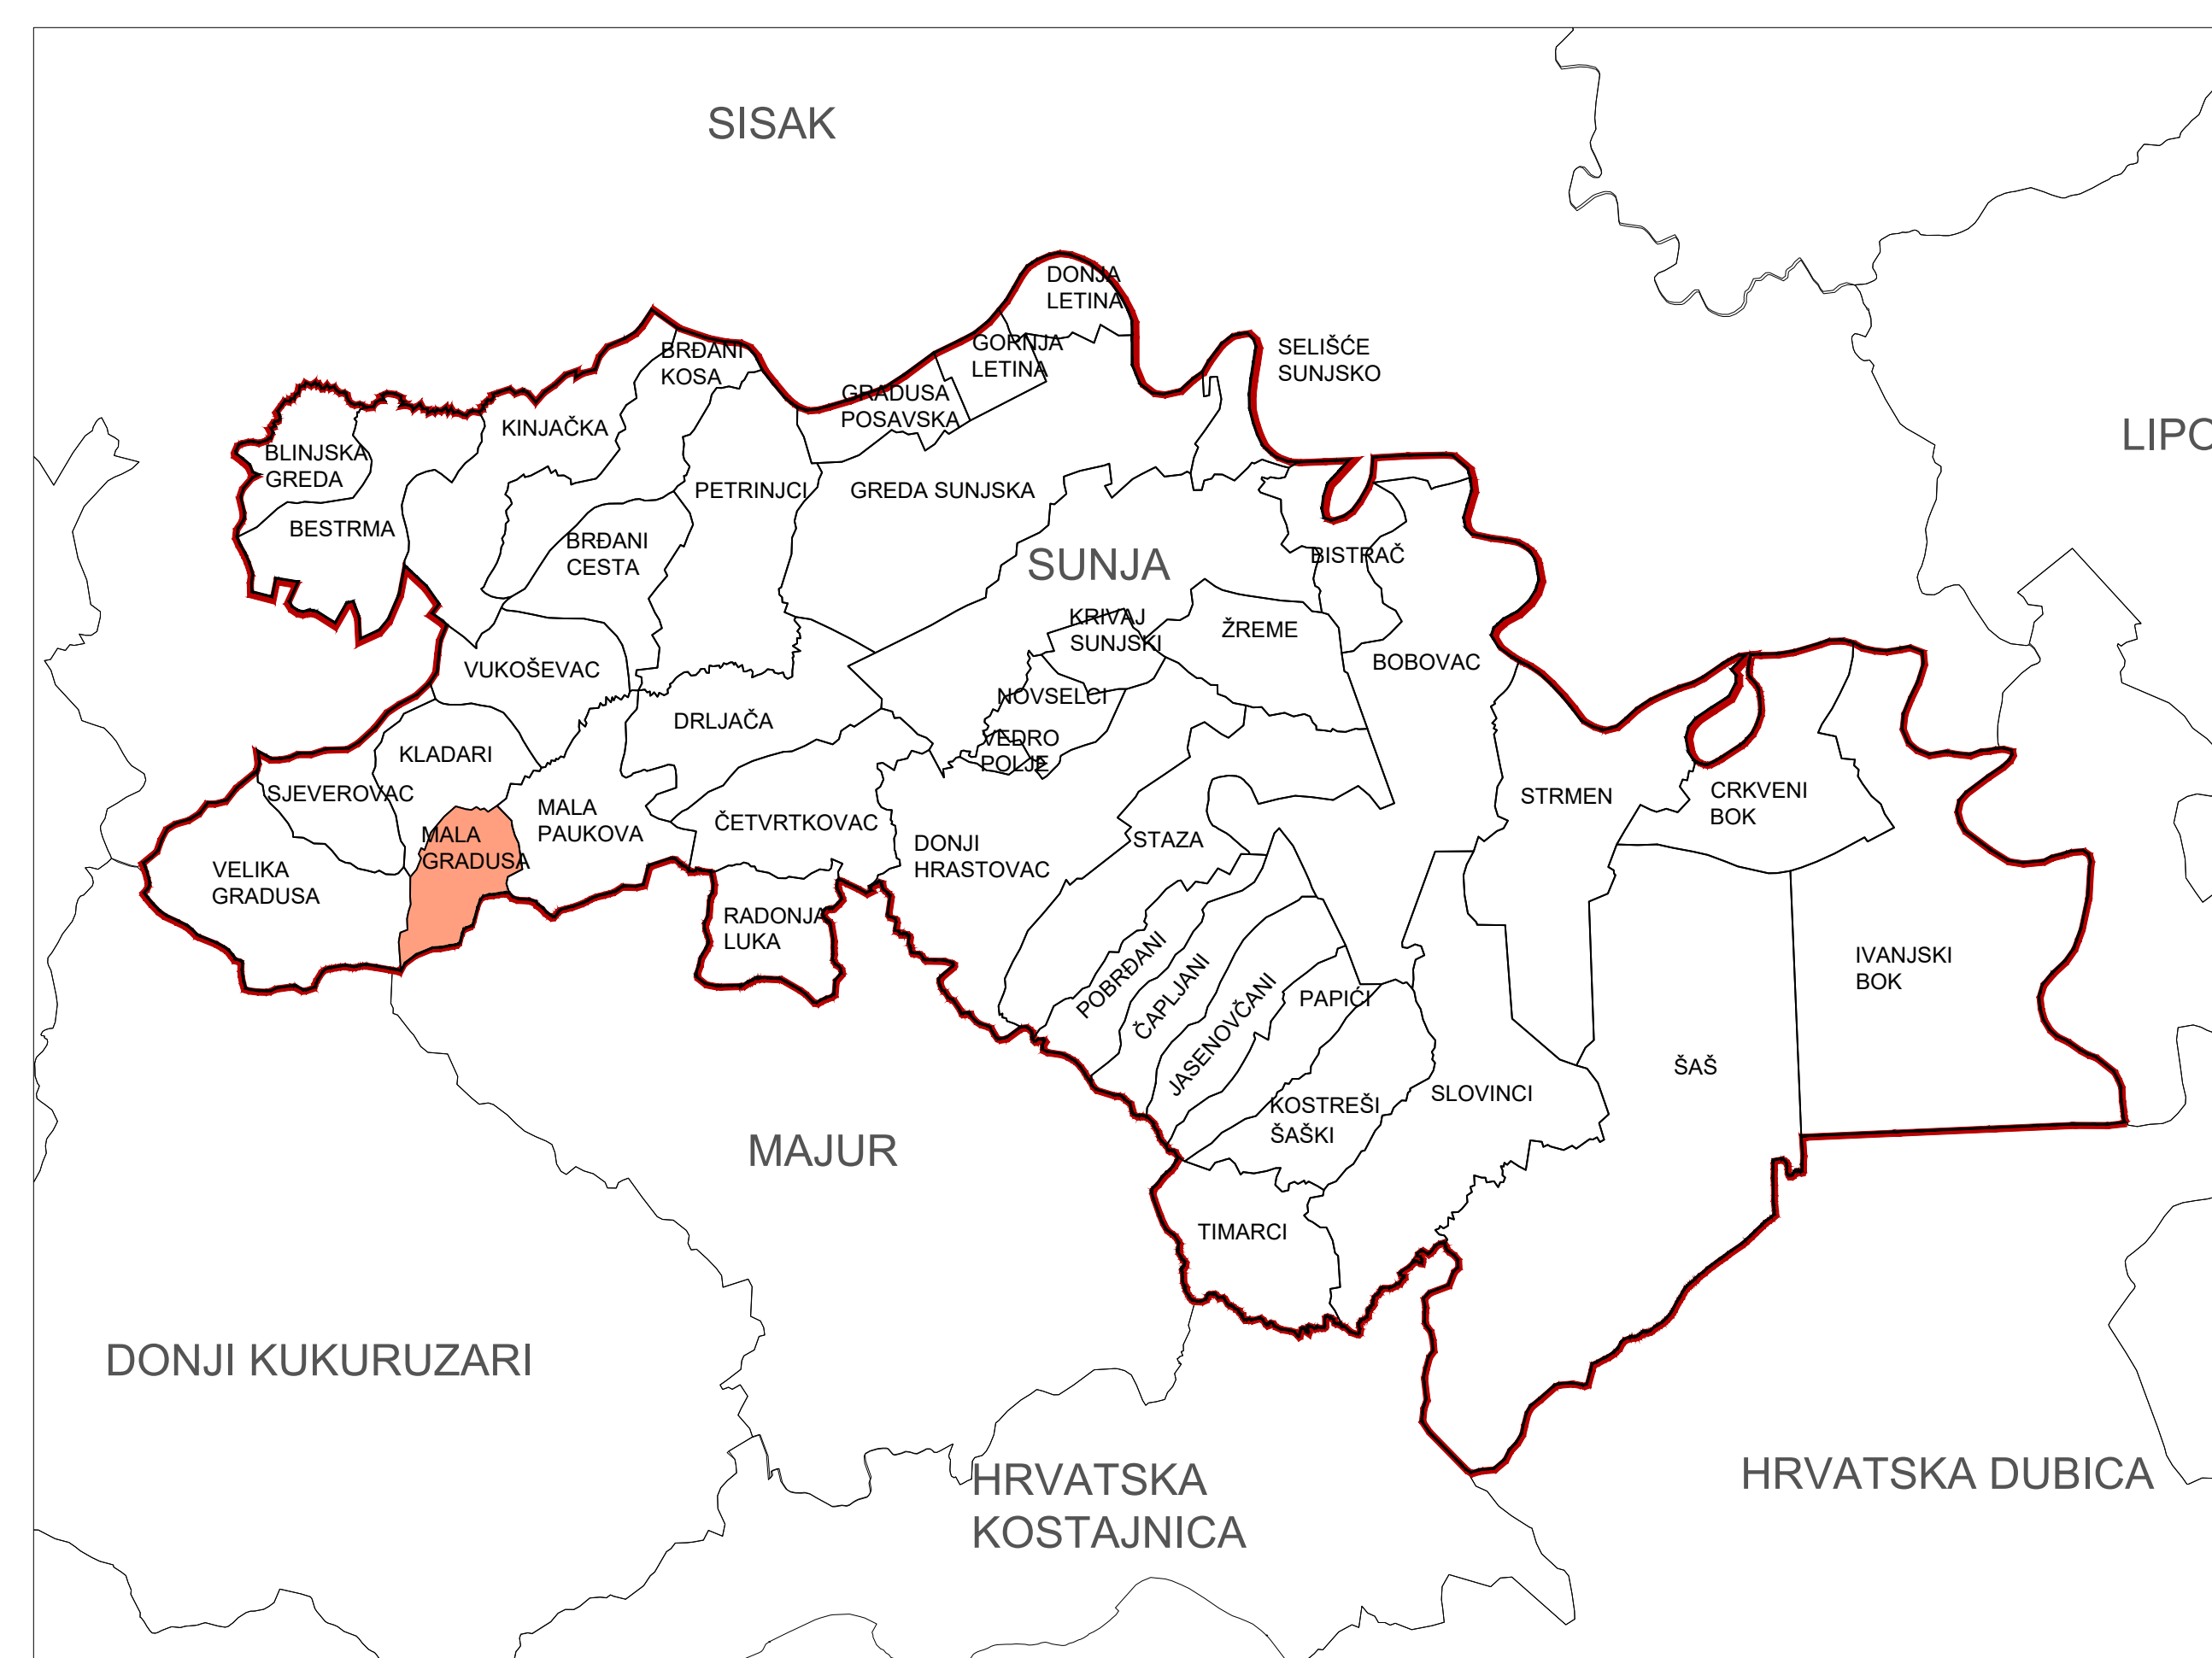 SISAK
DONJA
LETINA
GORNJA
LETINA
SELIŠĆE
SUNJSKO
BRĐANI
KOSA
GRADUSA
POSAVSKA
KINJAČKA
LIPO
BLINJSKA
GREDA
PETRINJCI
GREDA SUNJSKA
BESTRMA
BRĐANI
CESTA
SUNJA
BISTRAČ
KRIVAJ
SUNJSKI
ŽREME
BOBOVAC
VUKOŠEVAC
NOVSELCI
DRLJAČA
VEDRO
POLJE
KLADARI
SJEVEROVAC
MALA
PAUKOVA
STRMEN
CRKVENI
BOK
MALA
GRADUSA
ČETVRTKOVAC
DONJI
HRASTOVAC
STAZA
VELIKA
GRADUSA
RADONJA
LUKA
IVANJSKI
BOK
POBRĐANI
ČAPLJANI
JASENOVČANI
PAPIĆI
ŠAŠ
SLOVINCI
KOSTREŠI
ŠAŠKI
MAJUR
TIMARCI
DONJI KUKURUZARI
HRVATSKA
KOSTAJNICA
HRVATSKA DUBICA